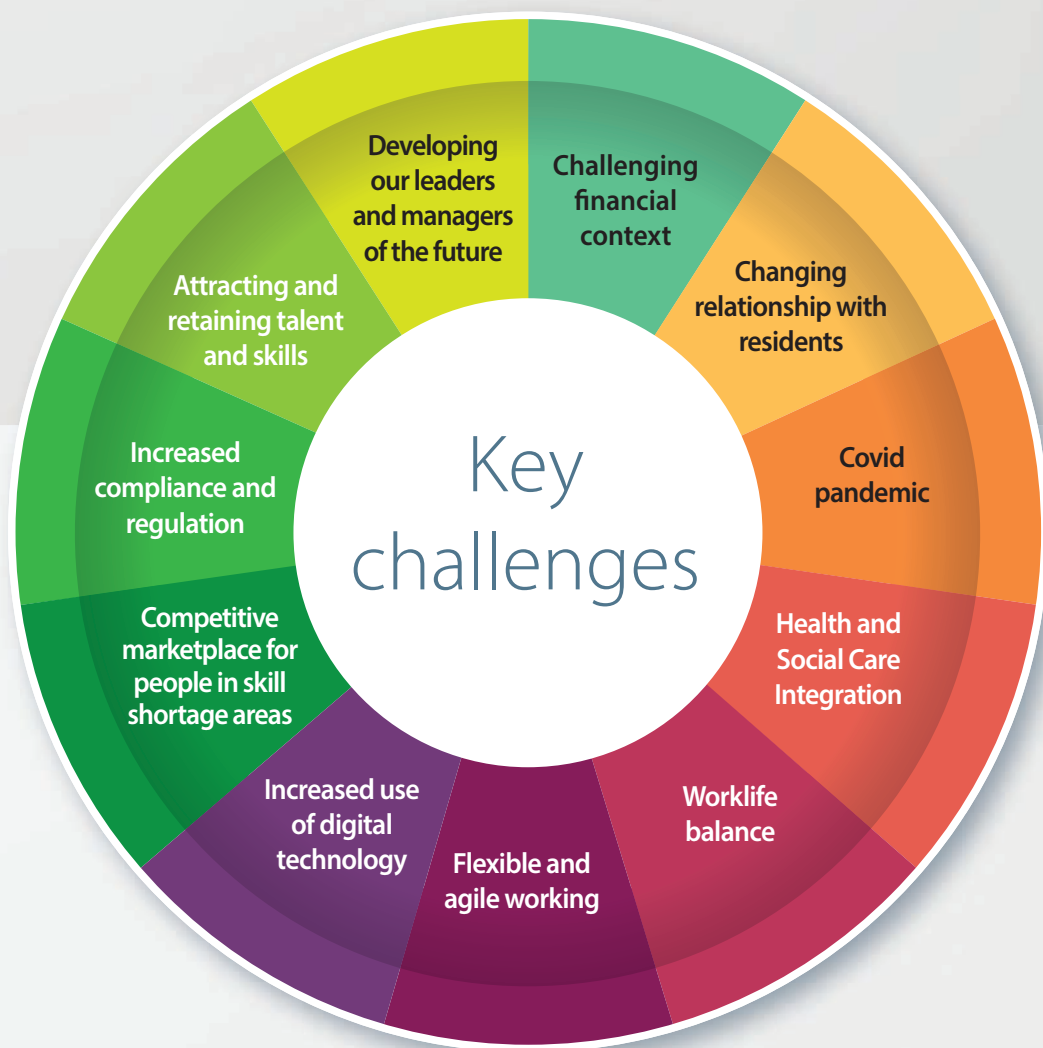 Key
challenges
Challenging
financial
context
Changing
relationship with
residents
Covid
pandemic
Health and
Social Care
Integration
Worklife
balance
Flexible and
agile working
Increased use
of digital
technology
Competitive
marketplace for
people in skill
shortage areas
Increased
compliance and
regulation
Attracting and
retaining talent
and skills
Developing
our leaders
and managers
of the future